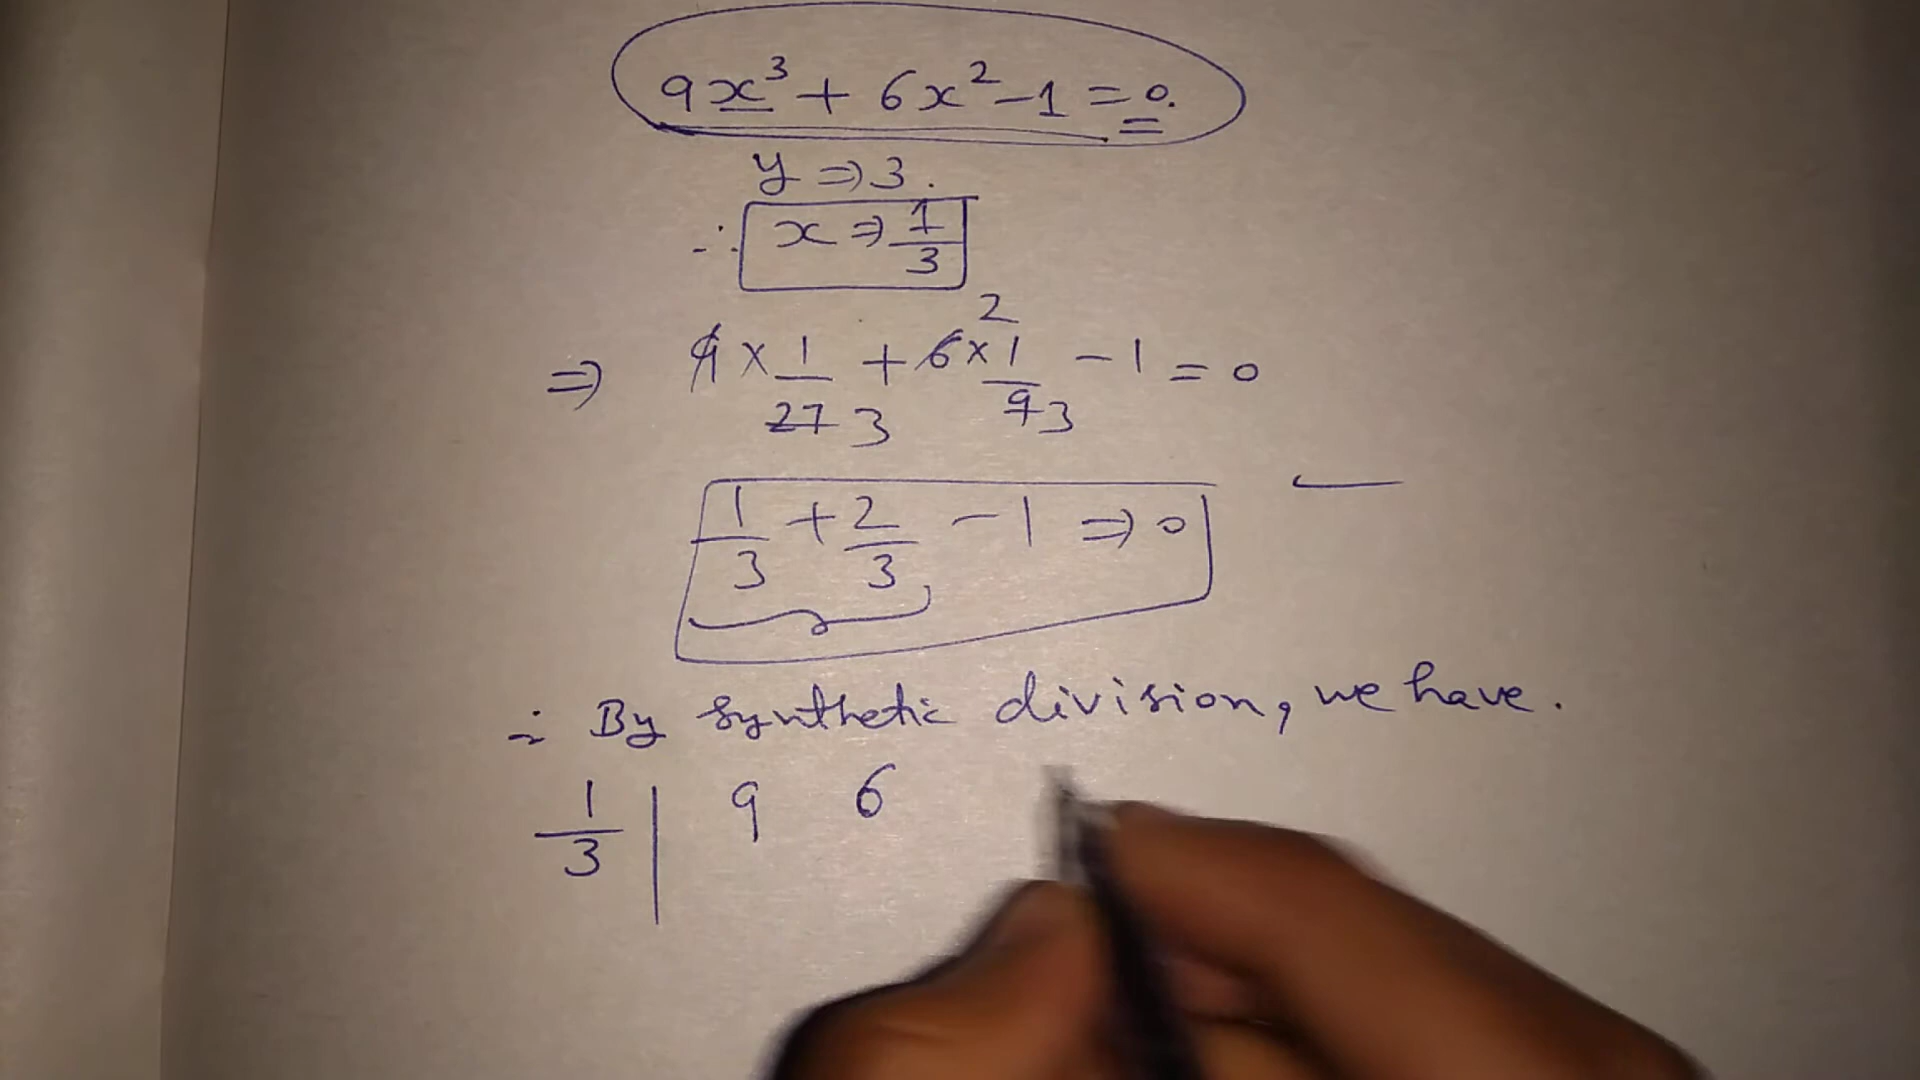 9x³ + 6x² - 1 = 0.
y ⇒ 3.
∴ x ⇒ 1/3
⇒ 9 × 1/27 3 + 6 × 1/9 3 2 - 1 = 0
1/3 + 2/3 - 1 ⇒ 0
∴ By synthetic division, we have.
1/3 | 9 6